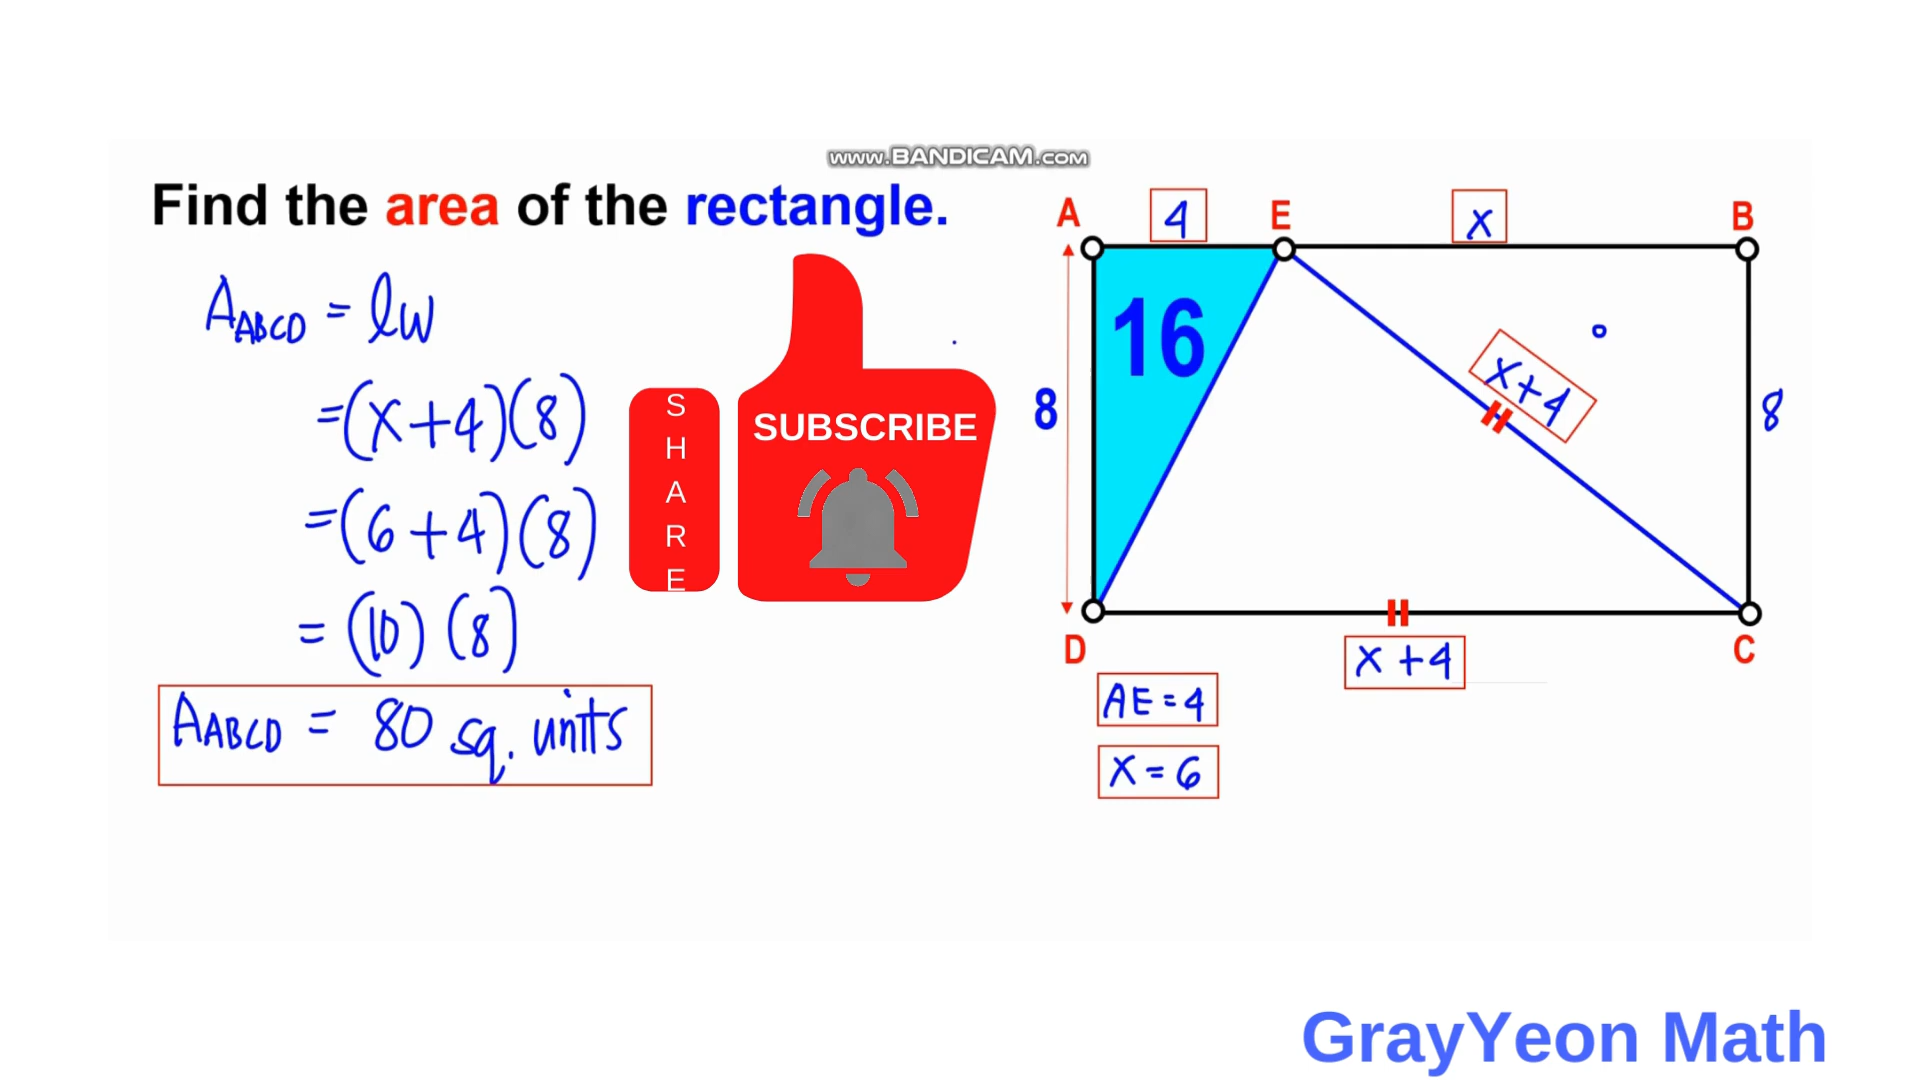 www.BANDICAM.com
Find the area of the rectangle.
A_ABCD = lw
=(x+4)(8)
=(6+4)(8)
= (10)(8)
A_ABCD = 80 sq. units
S
H
A
R
E
SUBSCRIBE
A
4
E
x
B
16
8
x+4
8
D
x+4
C
AE=4
x=6
GrayYeon Math